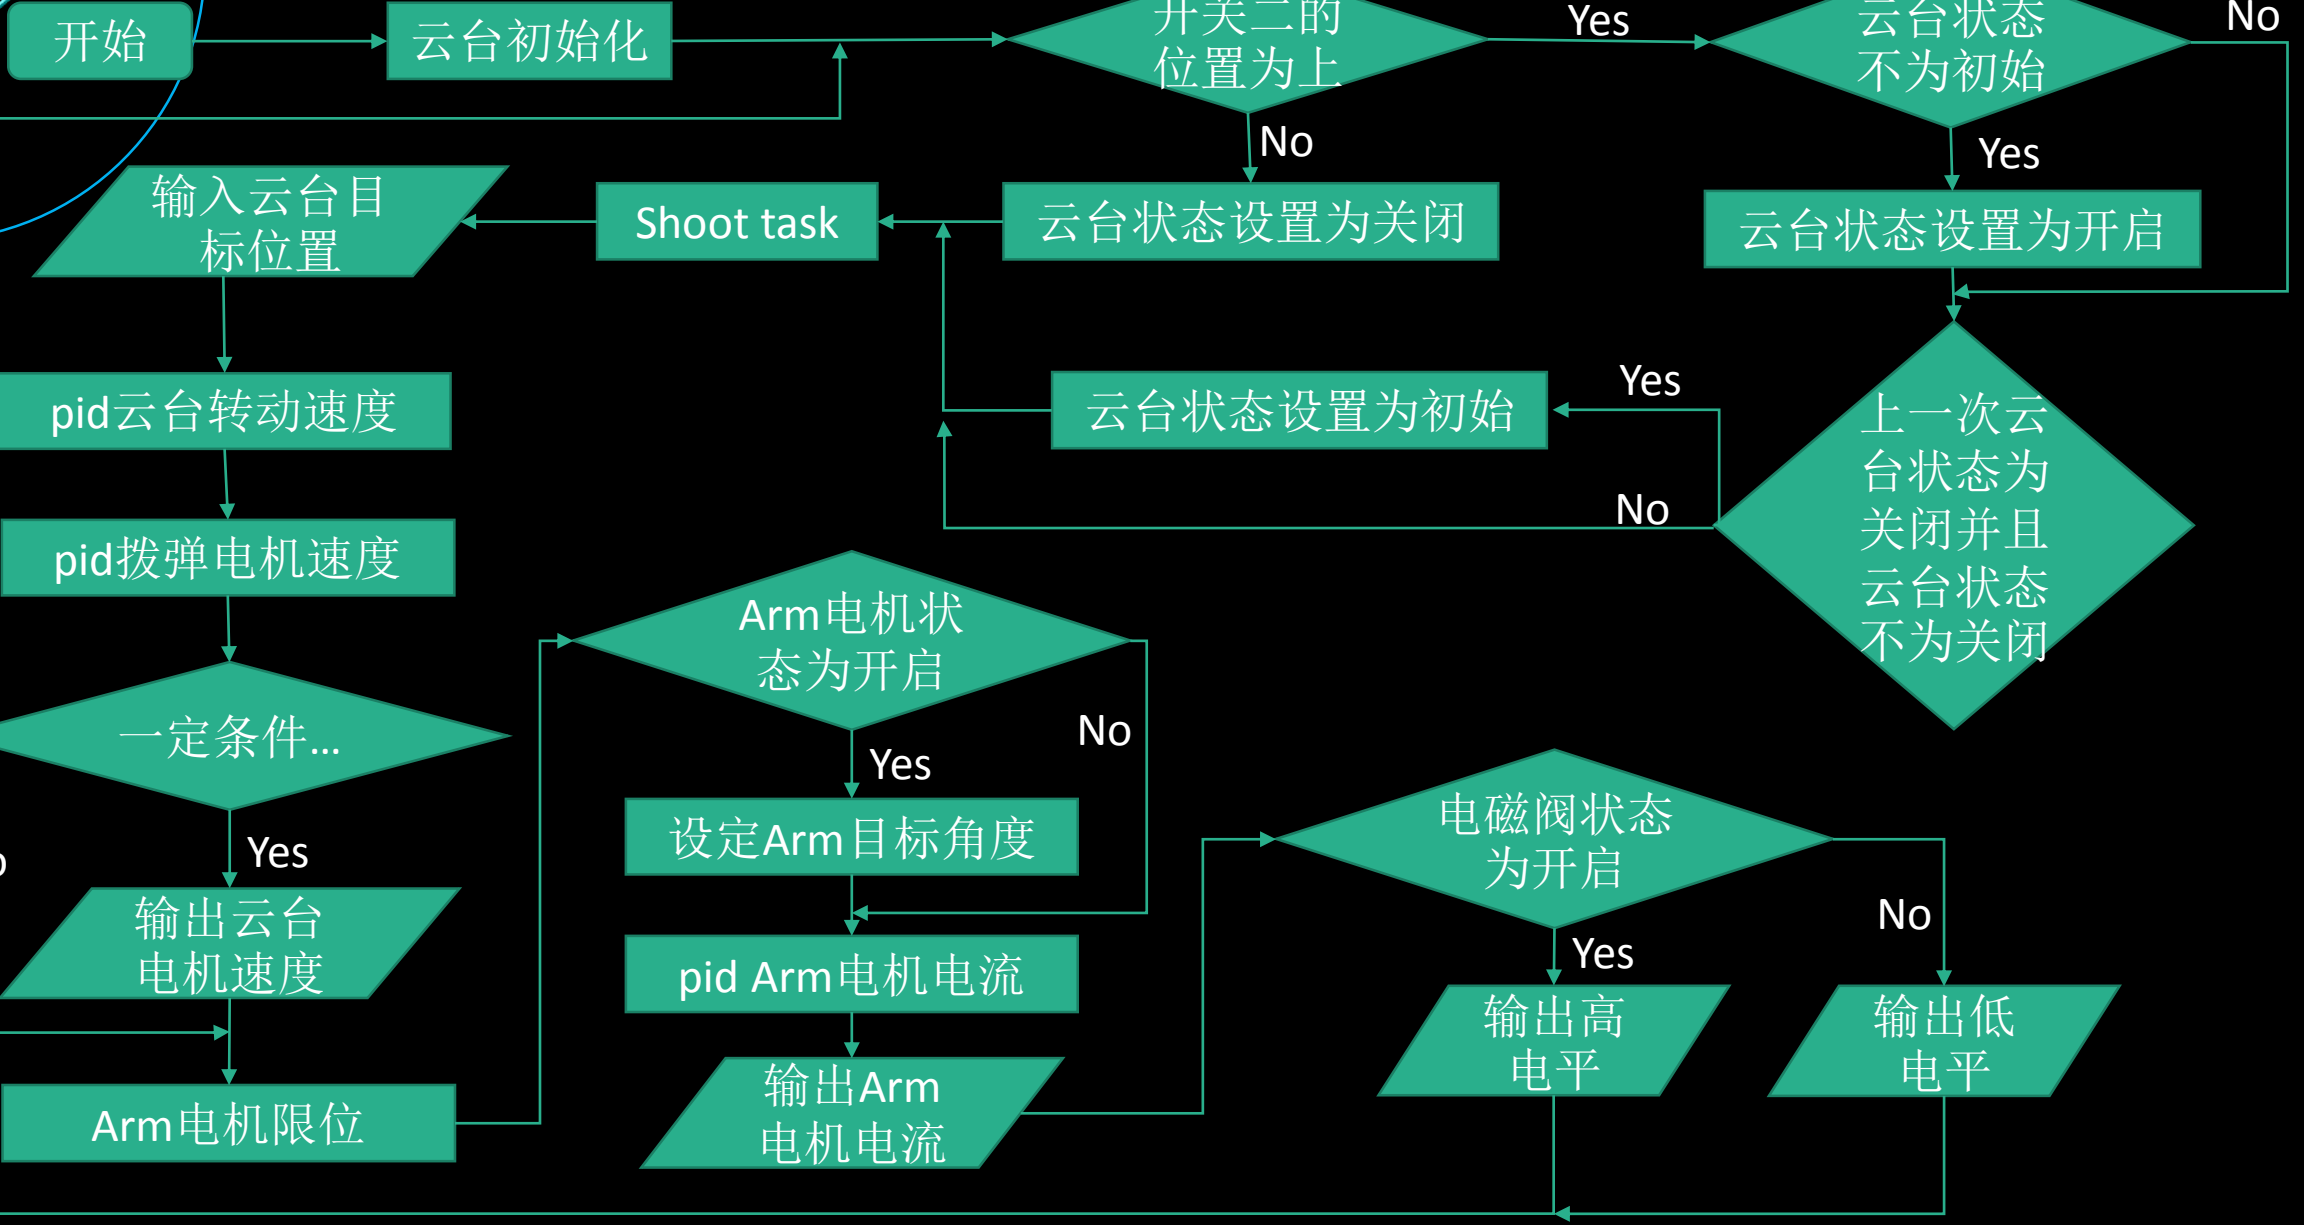 开始
云台初始化
开关二的
位置为上
Yes
云台状态
不为初始
No
No
Yes
输入云台目
标位置
Shoot task
云台状态设置为关闭
云台状态设置为开启
pid云台转动速度
云台状态设置为初始
Yes
No
上一次云
台状态为
关闭并且
云台状态
不为关闭
pid拨弹电机速度
Arm电机状
态为开启
No
Yes
一定条件...
Yes
设定Arm目标角度
电磁阀状态
为开启
No
Yes
输出云台
电机速度
pid Arm电机电流
输出高
电平
输出低
电平
Arm电机限位
输出Arm
电机电流